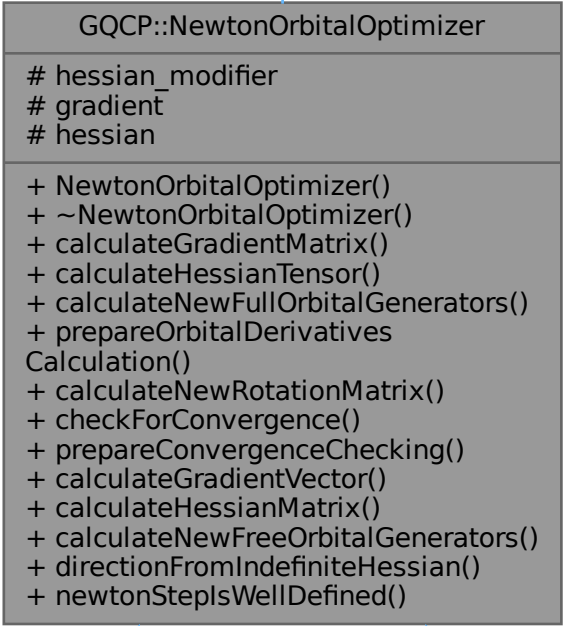 GQCP::NewtonOrbitalOptimizer
# hessian_modifier
# gradient
# hessian
+ NewtonOrbitalOptimizer()
+ ~NewtonOrbitalOptimizer()
+ calculateGradientMatrix()
+ calculateHessianTensor()
+ calculateNewFullOrbitalGenerators()
+ prepareOrbitalDerivatives
Calculation()
+ calculateNewRotationMatrix()
+ checkForConvergence()
+ prepareConvergenceChecking()
+ calculateGradientVector()
+ calculateHessianMatrix()
+ calculateNewFreeOrbitalGenerators()
+ directionFromIndefiniteHessian()
+ newtonStepIsWellDefined()